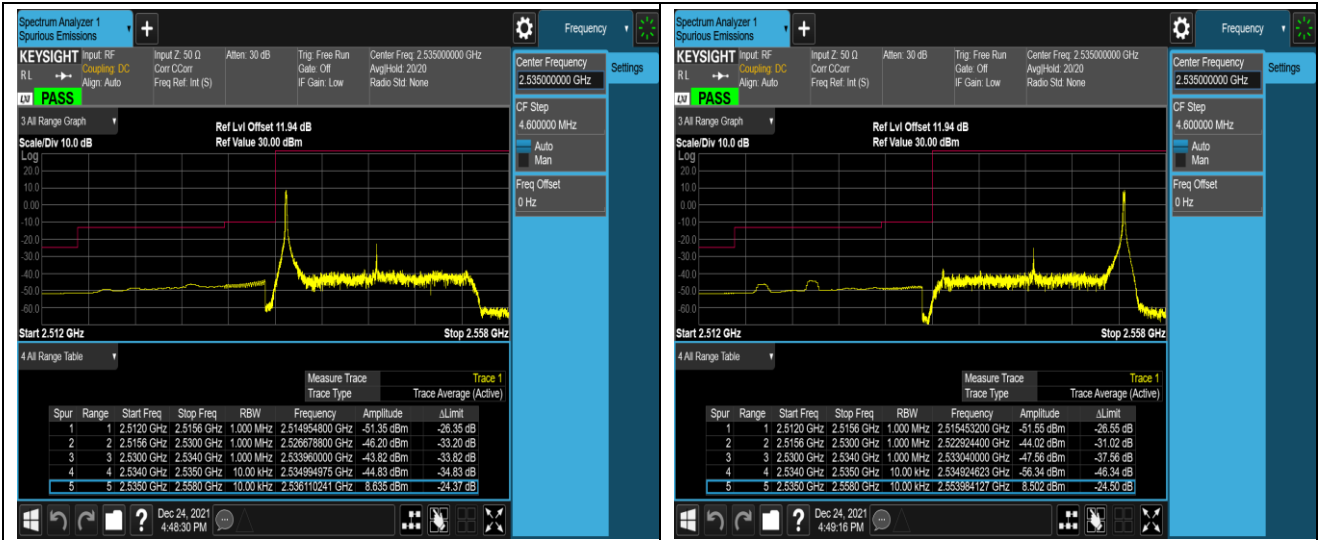 Spectrum Analyzer 1
Spurious Emissions
Frequency
KEYSIGHT Input: RF Input Z: 50 Ω Atten: 30 dB Trig: Free Run Center Freq: 2.535000000 GHz
RL Coupling: DC Corr CCorr Gate: Off Avg|Hold: 20/20
Align: Auto Freq Ref: Int (S) IF Gain: Low Radio Std: None
LXI PASS
Center Frequency
2.535000000 GHz
Settings
CF Step
4.600000 MHz
Auto
Man
Freq Offset
0 Hz
3 All Range Graph
Ref Lvl Offset 11.94 dB
Scale/Div 10.0 dB Ref Value 30.00 dBm
Log
20.0
10.0
0.00
-10.0
-20.0
-30.0
-40.0
-50.0
-60.0
Start 2.512 GHz Stop 2.558 GHz
4 All Range Table
Measure Trace Trace 1
Trace Type Trace Average (Active)
Spur Range Start Freq Stop Freq RBW Frequency Amplitude ΔLimit
1 1 2.5120 GHz 2.5156 GHz 1.000 MHz 2.514954800 GHz -51.35 dBm -26.35 dB
2 2 2.5156 GHz 2.5300 GHz 1.000 MHz 2.526678800 GHz -46.20 dBm -33.20 dB
3 3 2.5300 GHz 2.5340 GHz 1.000 MHz 2.533960000 GHz -43.82 dBm -33.82 dB
4 4 2.5340 GHz 2.5350 GHz 10.00 kHz 2.534994975 GHz -44.83 dBm -34.83 dB
5 5 2.5350 GHz 2.5580 GHz 10.00 kHz 2.536110241 GHz 8.635 dBm -24.37 dB
Dec 24, 2021
4:48:30 PM
Spectrum Analyzer 1
Spurious Emissions
Frequency
KEYSIGHT Input: RF Input Z: 50 Ω Atten: 30 dB Trig: Free Run Center Freq: 2.535000000 GHz
RL Coupling: DC Corr CCorr Gate: Off Avg|Hold: 20/20
Align: Auto Freq Ref: Int (S) IF Gain: Low Radio Std: None
LXI PASS
Center Frequency
2.535000000 GHz
Settings
CF Step
4.600000 MHz
Auto
Man
Freq Offset
0 Hz
3 All Range Graph
Ref Lvl Offset 11.94 dB
Scale/Div 10.0 dB Ref Value 30.00 dBm
Log
20.0
10.0
0.00
-10.0
-20.0
-30.0
-40.0
-50.0
-60.0
Start 2.512 GHz Stop 2.558 GHz
4 All Range Table
Measure Trace Trace 1
Trace Type Trace Average (Active)
Spur Range Start Freq Stop Freq RBW Frequency Amplitude ΔLimit
1 1 2.5120 GHz 2.5156 GHz 1.000 MHz 2.515453200 GHz -51.55 dBm -26.55 dB
2 2 2.5156 GHz 2.5300 GHz 1.000 MHz 2.522924400 GHz -44.02 dBm -31.02 dB
3 3 2.5300 GHz 2.5340 GHz 1.000 MHz 2.533040000 GHz -47.56 dBm -37.56 dB
4 4 2.5340 GHz 2.5350 GHz 10.00 kHz 2.534924623 GHz -56.34 dBm -46.34 dB
5 5 2.5350 GHz 2.5580 GHz 10.00 kHz 2.553984127 GHz 8.502 dBm -24.50 dB
Dec 24, 2021
4:49:16 PM